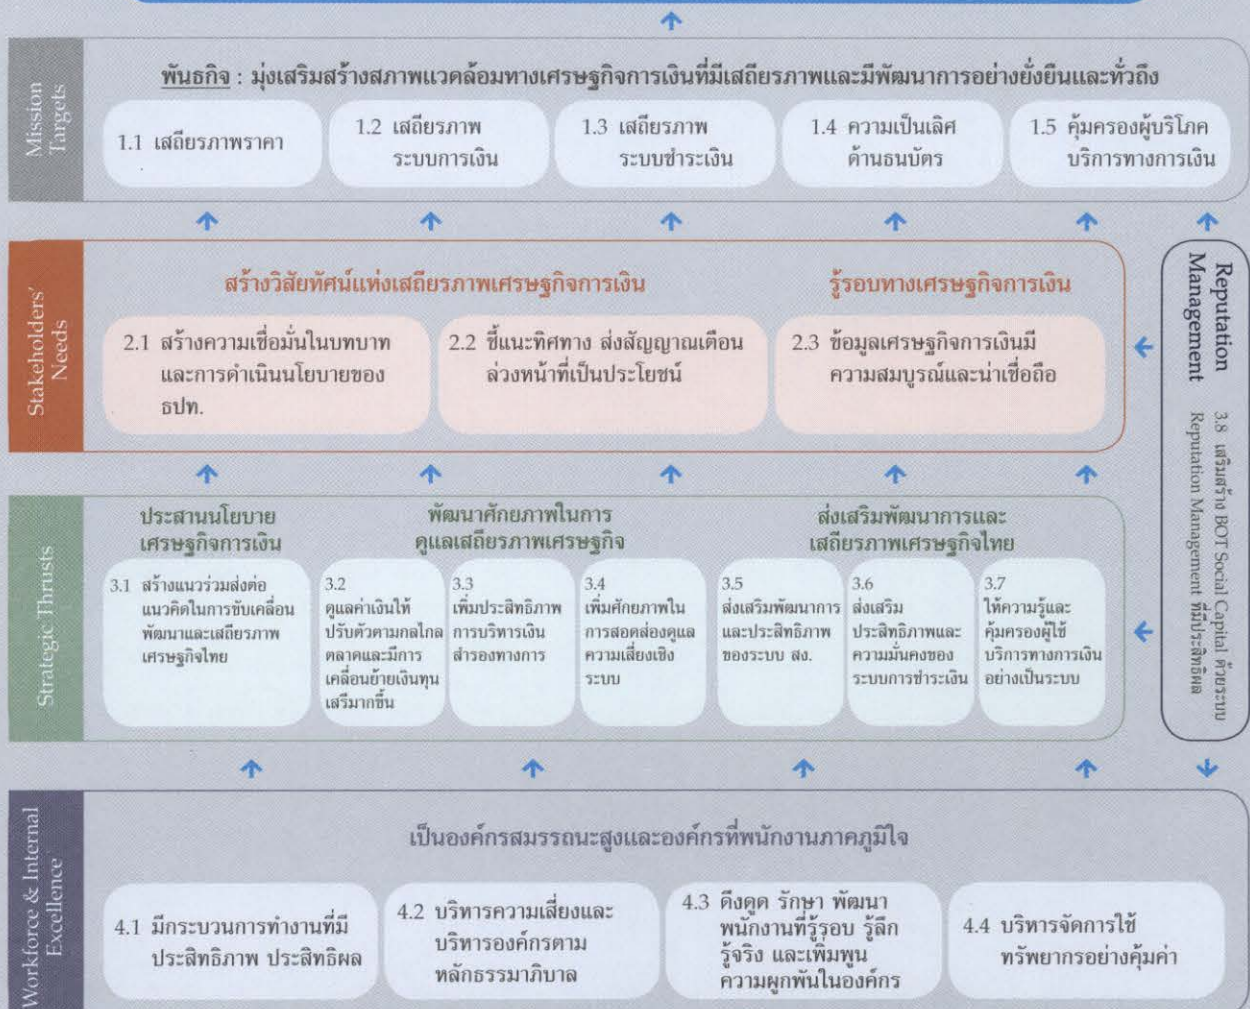 Mission
Targets
พันธกิจ : มุ่งเสริมสร้างสภาพแวดล้อมทางเศรษฐกิจการเงินที่มีเสถียรภาพและมีพัฒนาการอย่างยั่งยืนและทั่วถึง
1.1 เสถียรภาพราคา
1.2 เสถียรภาพ
ระบบการเงิน
1.3 เสถียรภาพ
ระบบชำระเงิน
1.4 ความเป็นเลิศ
ด้านธนบัตร
1.5 คุ้มครองผู้บริโภค
บริการทางการเงิน
Stakeholders'
Needs
สร้างวิสัยทัศน์แห่งเสถียรภาพเศรษฐกิจการเงิน
รู้รอบทางเศรษฐกิจการเงิน
2.1 สร้างความเชื่อมั่นในบทบาท
และการดำเนินนโยบายของ
ธปท.
2.2 ชี้แนะทิศทาง ส่งสัญญาณเตือน
ล่วงหน้าที่เป็นประโยชน์
2.3 ข้อมูลเศรษฐกิจการเงินมี
ความสมบูรณ์และน่าเชื่อถือ
Reputation
Management
3.8 เสริมสร้าง BOT Social Capital ด้วยระบบ
Reputation Management ที่มีประสิทธิผล
Strategic Thrusts
ประสานนโยบาย
เศรษฐกิจการเงิน
พัฒนาศักยภาพในการ
ดูแลเสถียรภาพเศรษฐกิจ
ส่งเสริมพัฒนาการและ
เสถียรภาพเศรษฐกิจไทย
3.1 สร้างแนวร่วมส่งต่อ
แนวคิดในการขับเคลื่อน
พัฒนาและเสถียรภาพ
เศรษฐกิจไทย
3.2
ดูแลค่าเงินให้
ปรับตัวตามกลไกล
ตลาดและมีการ
เคลื่อนย้ายเงินทุน
เสรีมากขึ้น
3.3
เพิ่มประสิทธิภาพ
การบริหารเงิน
สำรองทางการ
3.4
เพิ่มศักยภาพใน
การสอดส่องดูแล
ความเสี่ยงเชิง
ระบบ
3.5
ส่งเสริมพัฒนาการ
และประสิทธิภาพ
ของระบบ สง.
3.6
ส่งเสริม
ประสิทธิภาพและ
ความมั่นคงของ
ระบบการชำระเงิน
3.7
ให้ความรู้และ
คุ้มครองผู้ใช้
บริการทางการเงิน
อย่างเป็นระบบ
Workforce & Internal
Excellence
เป็นองค์กรสมรรถนะสูงและองค์กรที่พนักงานภาคภูมิใจ
4.1 มีกระบวนการทำงานที่มี
ประสิทธิภาพ ประสิทธิผล
4.2 บริหารความเสี่ยงและ
บริหารองค์กรตาม
หลักธรรมาภิบาล
4.3 ดึงดูด รักษา พัฒนา
พนักงานที่รู้รอบ รู้ลึก
รู้จริง และเพิ่มพูน
ความผูกพันในองค์กร
4.4 บริหารจัดการใช้
ทรัพยากรอย่างคุ้มค่า